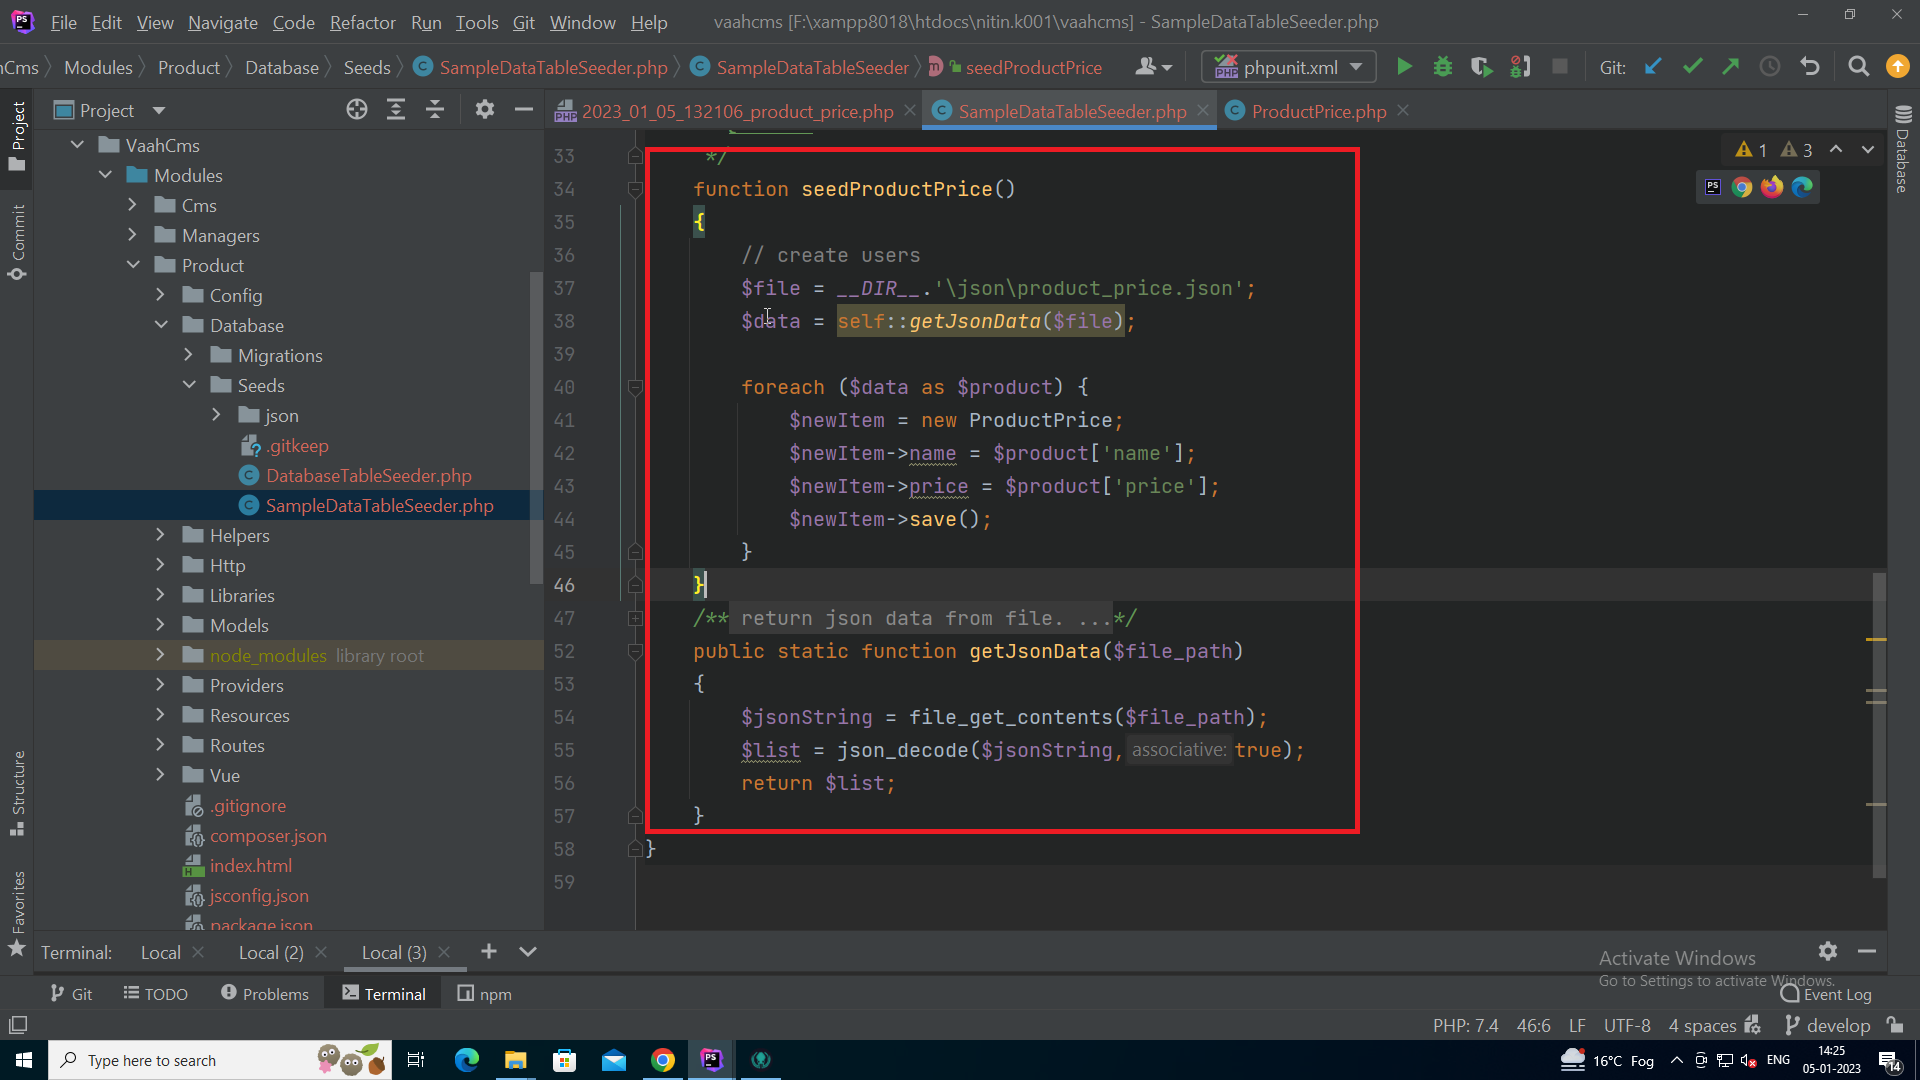 File Edit View Navigate Code Refactor Run Tools Git Window Help vaahcms [F:\xampp8018\htdocs\nitin.k001\vaahcms] - SampleDataTableSeeder.php
Cms Modules Product Database Seeds SampleDataTableSeeder.php SampleDataTableSeeder seedProductPrice phpunit.xml Git:
Project
2023_01_05_132106_product_price.php SampleDataTableSeeder.php ProductPrice.php
Project
Commit
Structure
Favorites
Database
VaahCms
Modules
Cms
Managers
Product
Config
Database
Migrations
Seeds
json
.gitkeep
DatabaseTableSeeder.php
SampleDataTableSeeder.php
Helpers
Http
Libraries
Models
node_modules library root
Providers
Resources
Routes
Vue
.gitignore
composer.json
index.html
jsconfig.json
package.json
1 3
33 */
34 function seedProductPrice()
35 {
36 // create users
37 $file = __DIR__.'\json\product_price.json';
38 $data = self::getJsonData($file);
39
40 foreach ($data as $product) {
41 $newItem = new ProductPrice;
42 $newItem->name = $product['name'];
43 $newItem->price = $product['price'];
44 $newItem->save();
45 }
46 }
47 /** return json data from file. ...*/
52 public static function getJsonData($file_path)
53 {
54 $jsonString = file_get_contents($file_path);
55 $list = json_decode($jsonString, associative: true);
56 return $list;
57 }
58 }
59
Terminal: Local Local (2) Local (3)
Activate Windows
Go to Settings to activate Windows.
Git TODO Problems Terminal npm Event Log
PHP: 7.4 46:6 LF UTF-8 4 spaces develop
Type here to search
16°C Fog ENG
14:25
05-01-2023
14